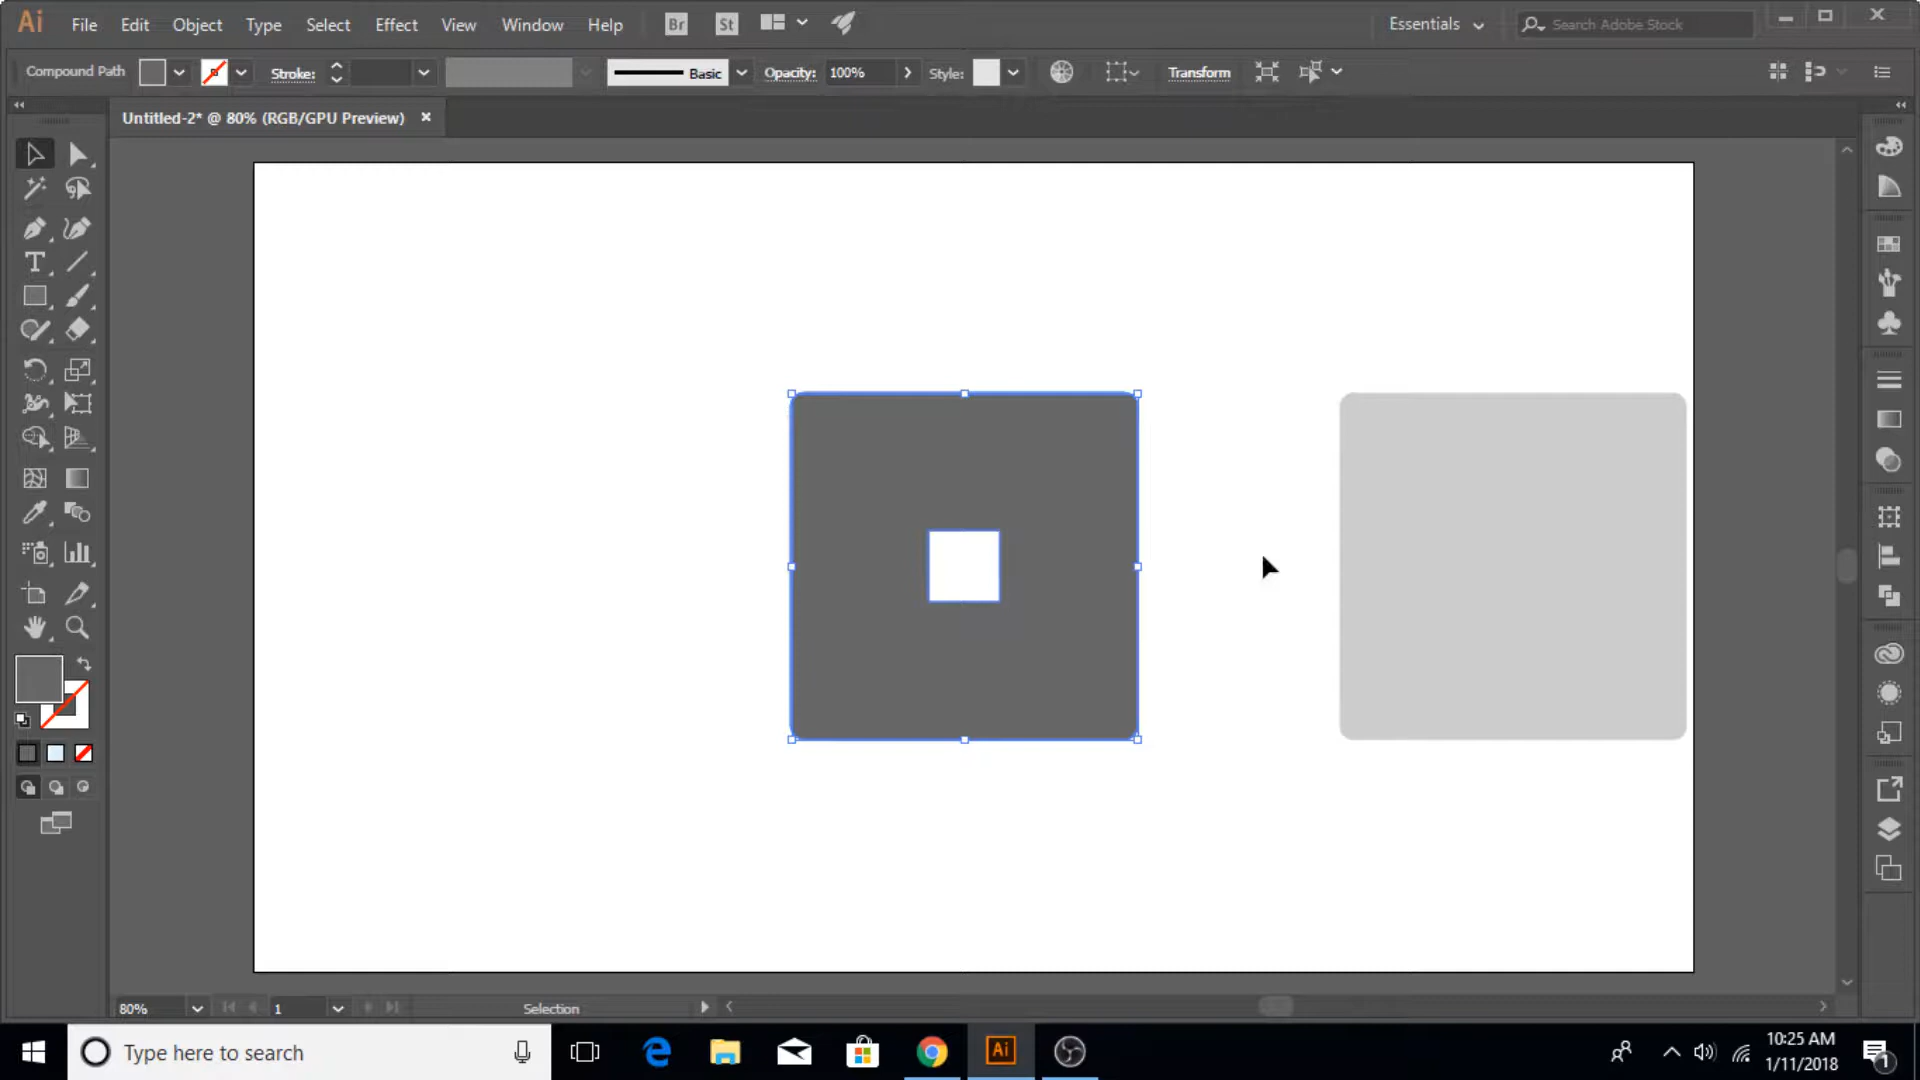 Ai File Edit Object Type Select Effect View Window Help Br St Essentials Search Adobe Stock
Compound Path Stroke: Basic Opacity: 100% Style: Transform
Untitled-2* @ 80% (RGB/GPU Preview)
80% 1 Selection
Type here to search
Ai
10:25 AM
1/11/2018
1